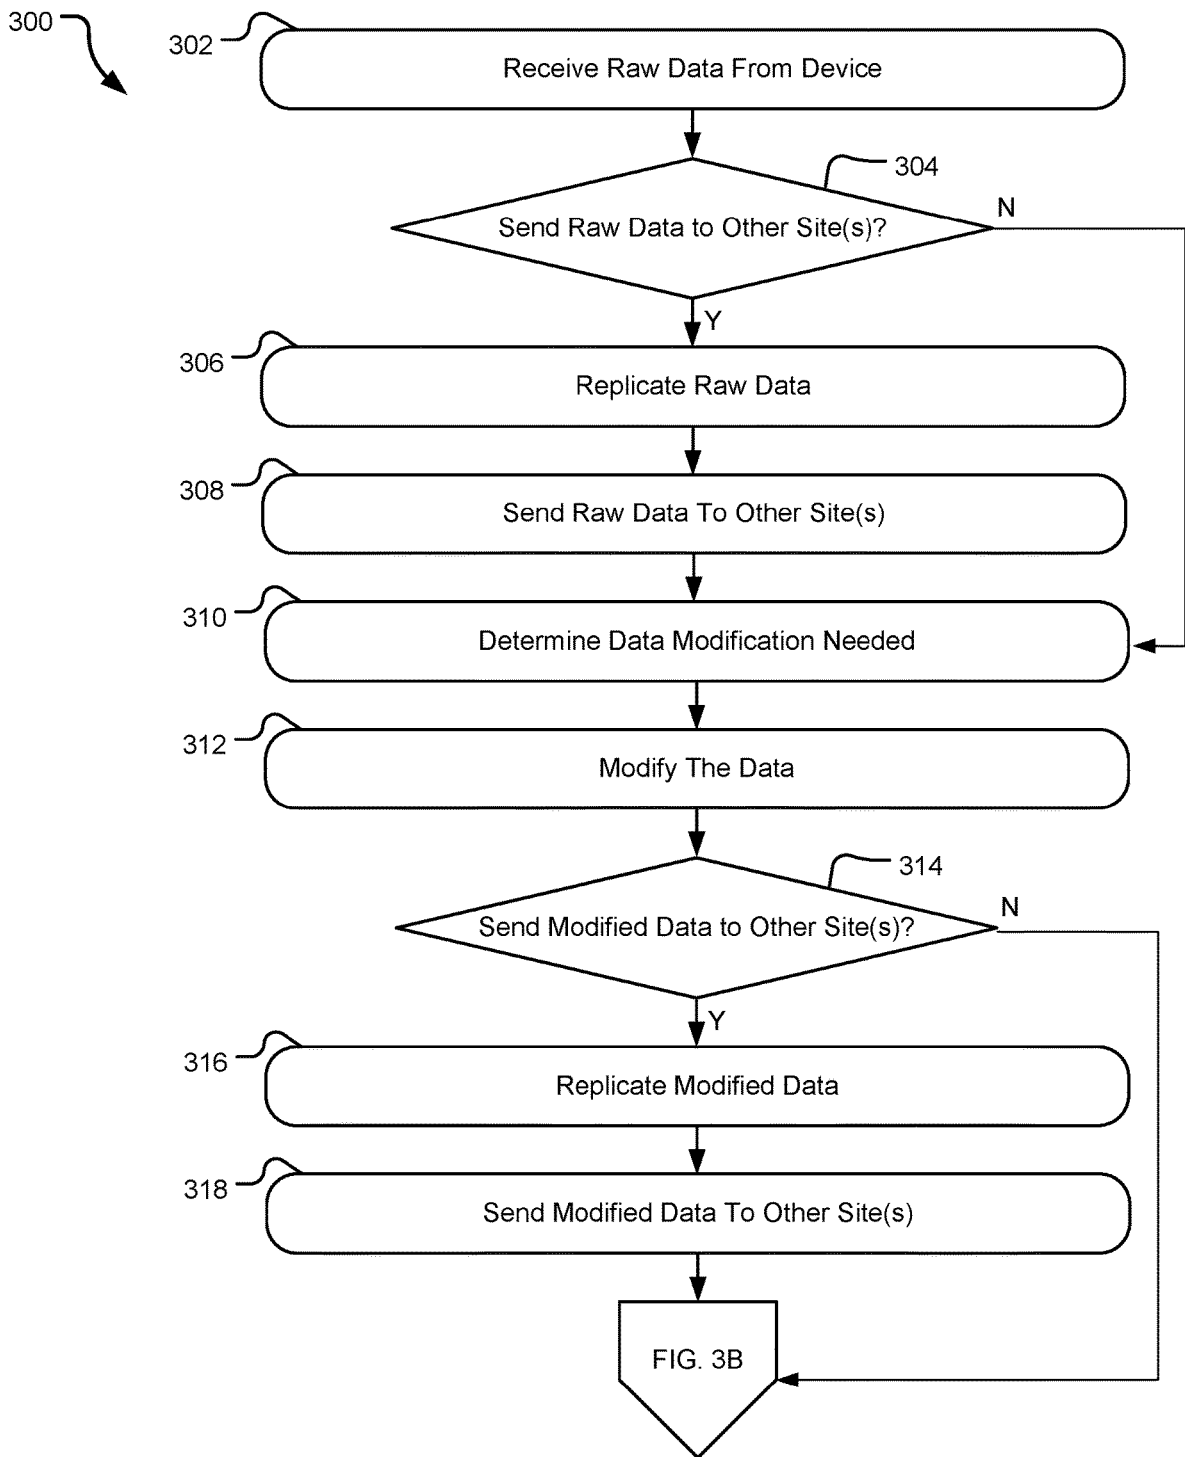 300
302
Receive Raw Data From Device
304
Send Raw Data to Other Site(s)?
N
Y
306
Replicate Raw Data
308
Send Raw Data To Other Site(s)
310
Determine Data Modification Needed
312
Modify The Data
314
Send Modified Data to Other Site(s)?
N
Y
316
Replicate Modified Data
318
Send Modified Data To Other Site(s)
FIG. 3B